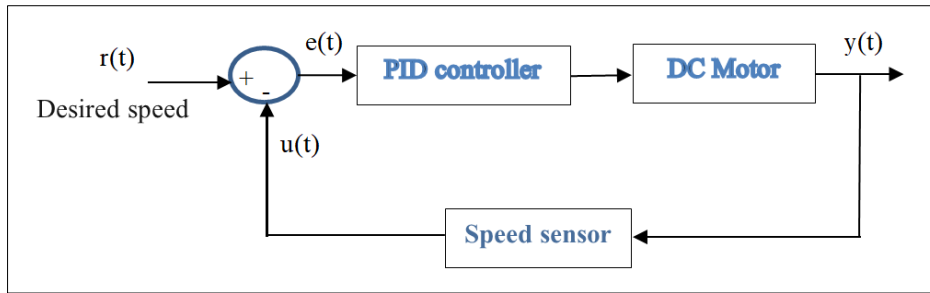 r(t)
Desired speed
+
-
e(t)
PID controller
DC Motor
y(t)
u(t)
Speed sensor